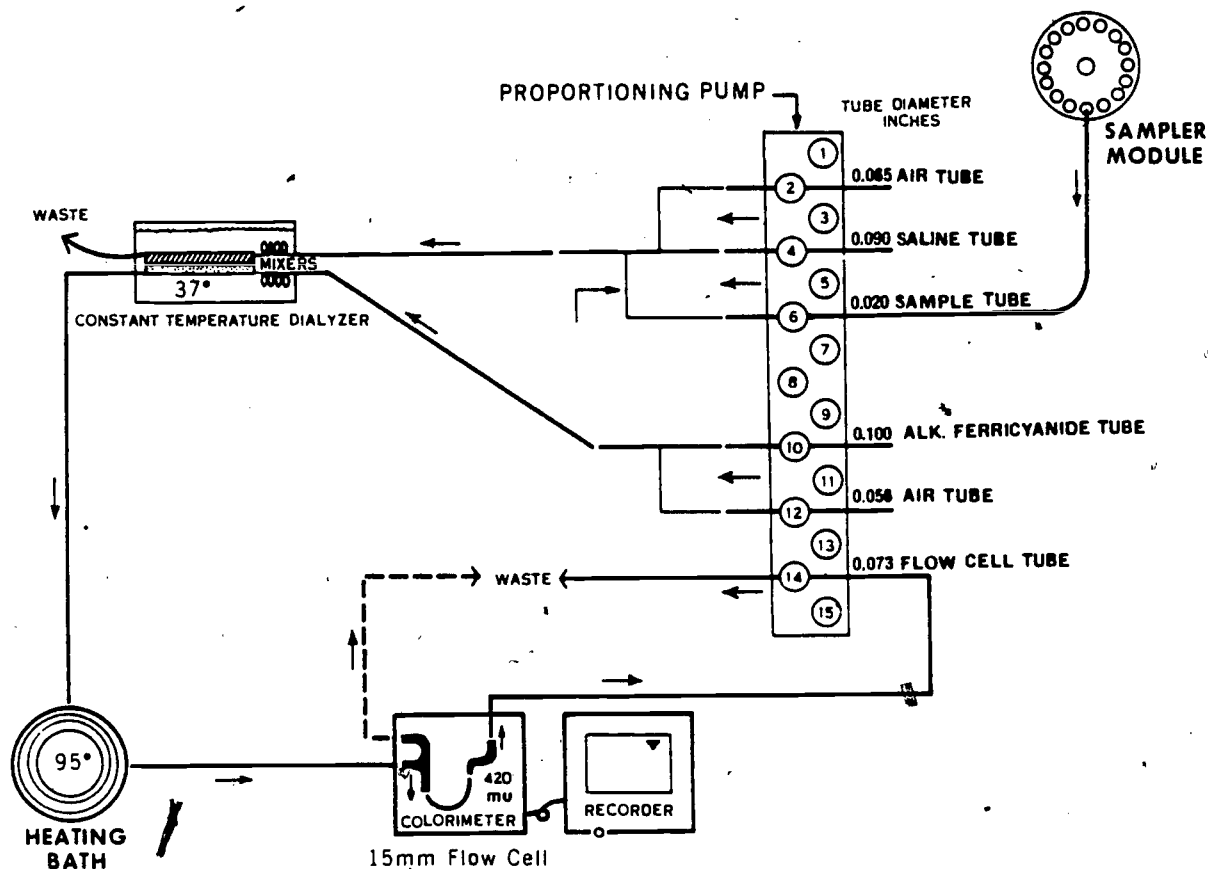 PROPORTIONING PUMP
TUBE DIAMETER
INCHES
SAMPLER
MODULE
1
2
0.065 AIR TUBE
3
4
0.090 SALINE TUBE
5
6
0.020 SAMPLE TUBE
7
8
9
10
0.100 ALK. FERRICYANIDE TUBE
11
12
0.056 AIR TUBE
13
14
0.073 FLOW CELL TUBE
15
WASTE
MIXERS
37°
CONSTANT TEMPERATURE DIALYZER
WASTE
95°
HEATING
BATH
420
mu
COLORIMETER
RECORDER
15mm Flow Cell